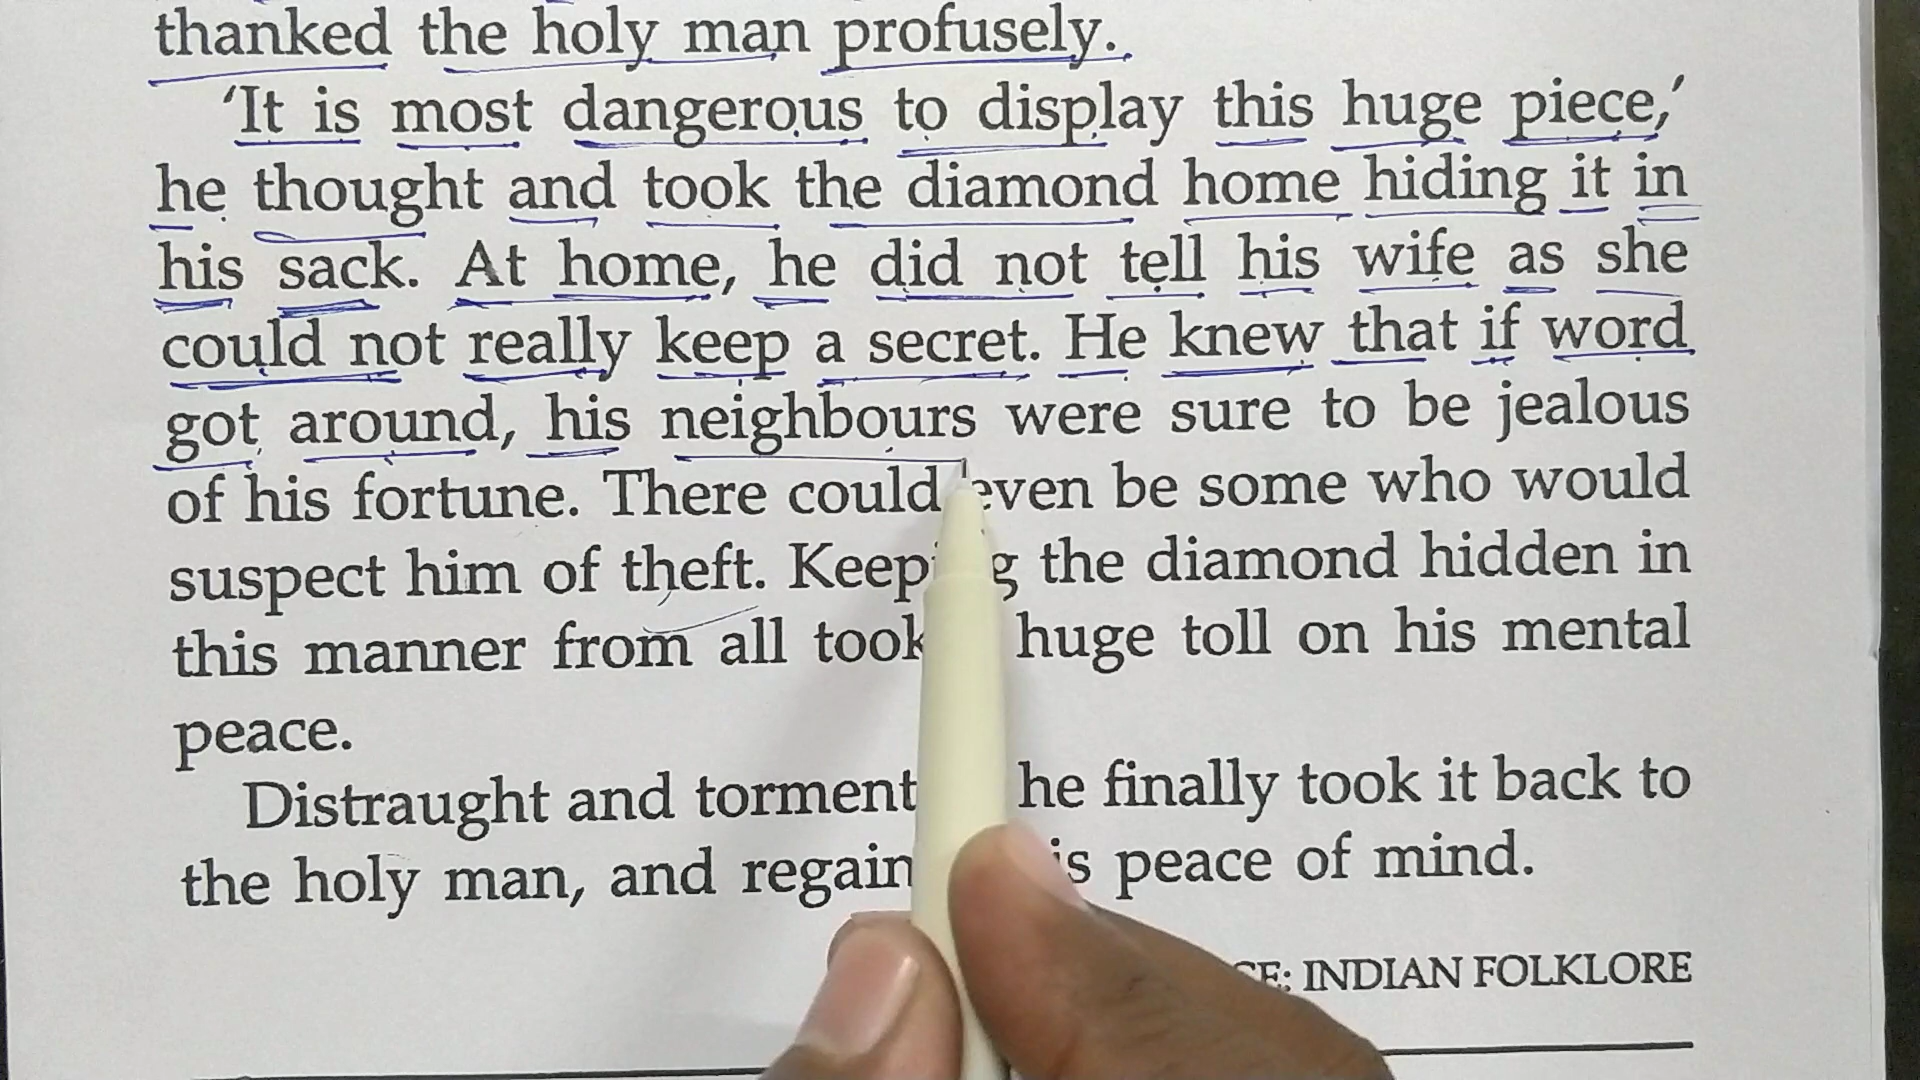 thanked the holy man profusely.
'It is most dangerous to display this huge piece,'
he thought and took the diamond home hiding it in
his sack. At home, he did not tell his wife as she
could not really keep a secret. He knew that if word
got around, his neighbours were sure to be jealous
of his fortune. There could even be some who would
suspect him of theft. Keeping the diamond hidden in
this manner from all took huge toll on his mental
peace.
Distraught and he finally took it back to
the holy man, and peace of mind.
INDIAN FOLKLORE